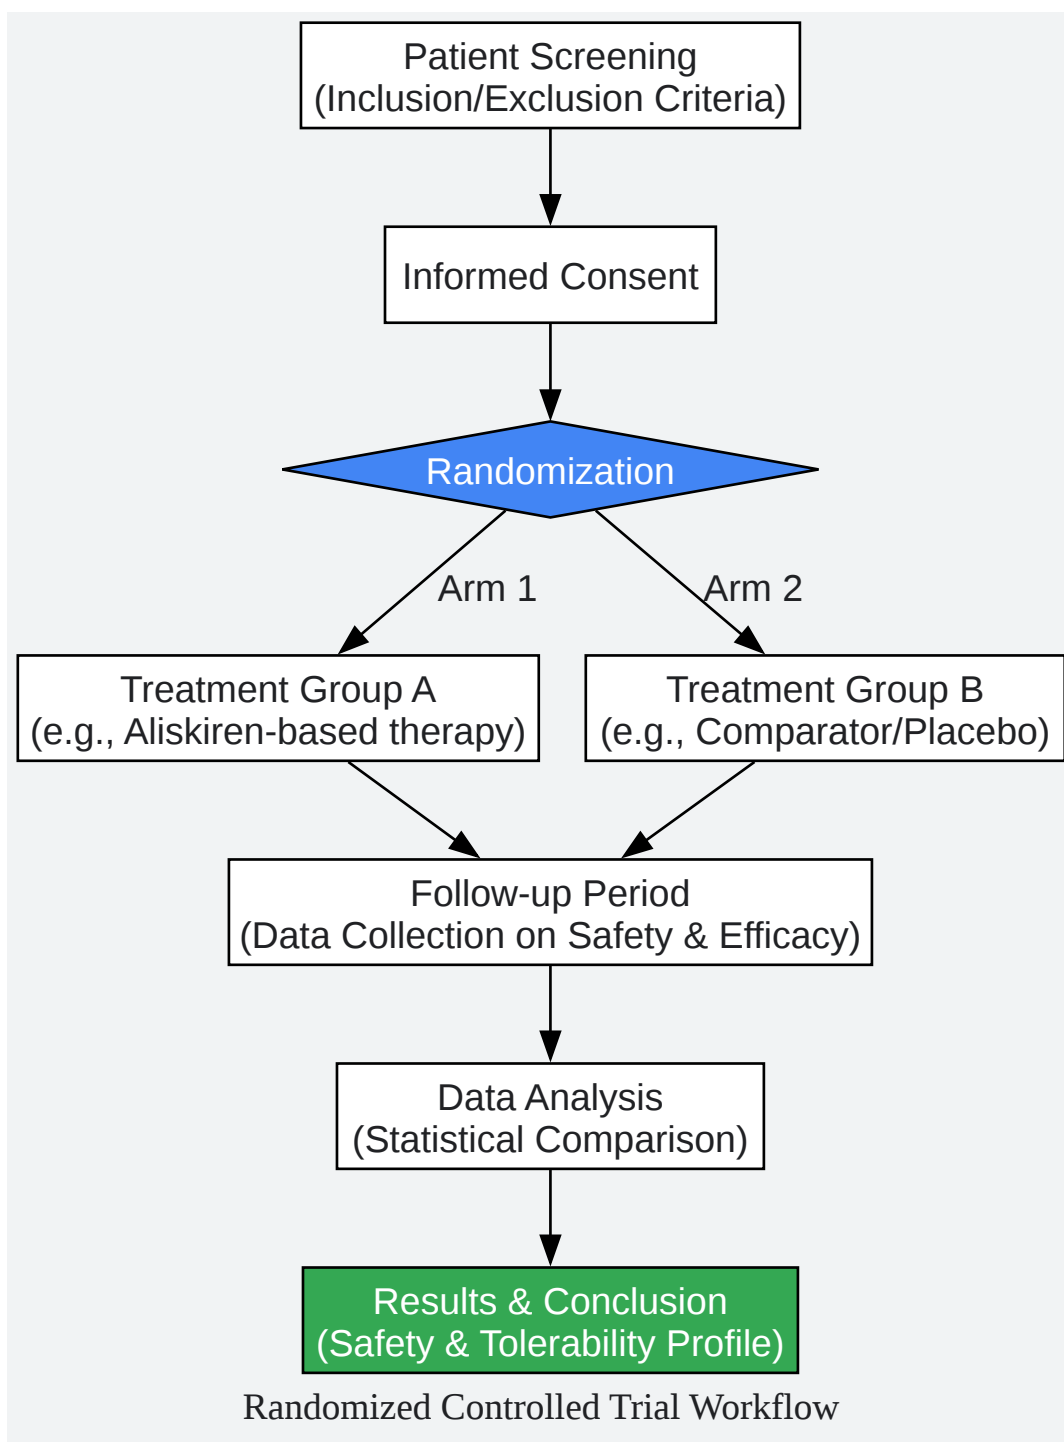 Patient Screening
(Inclusion/Exclusion Criteria)
Informed Consent
Randomization
Arm 1
Arm 2
Treatment Group A
(e.g., Aliskiren-based therapy)
Treatment Group B
(e.g., Comparator/Placebo)
Follow-up Period
(Data Collection on Safety & Efficacy)
Data Analysis
(Statistical Comparison)
Results & Conclusion
(Safety & Tolerability Profile)
Randomized Controlled Trial Workflow